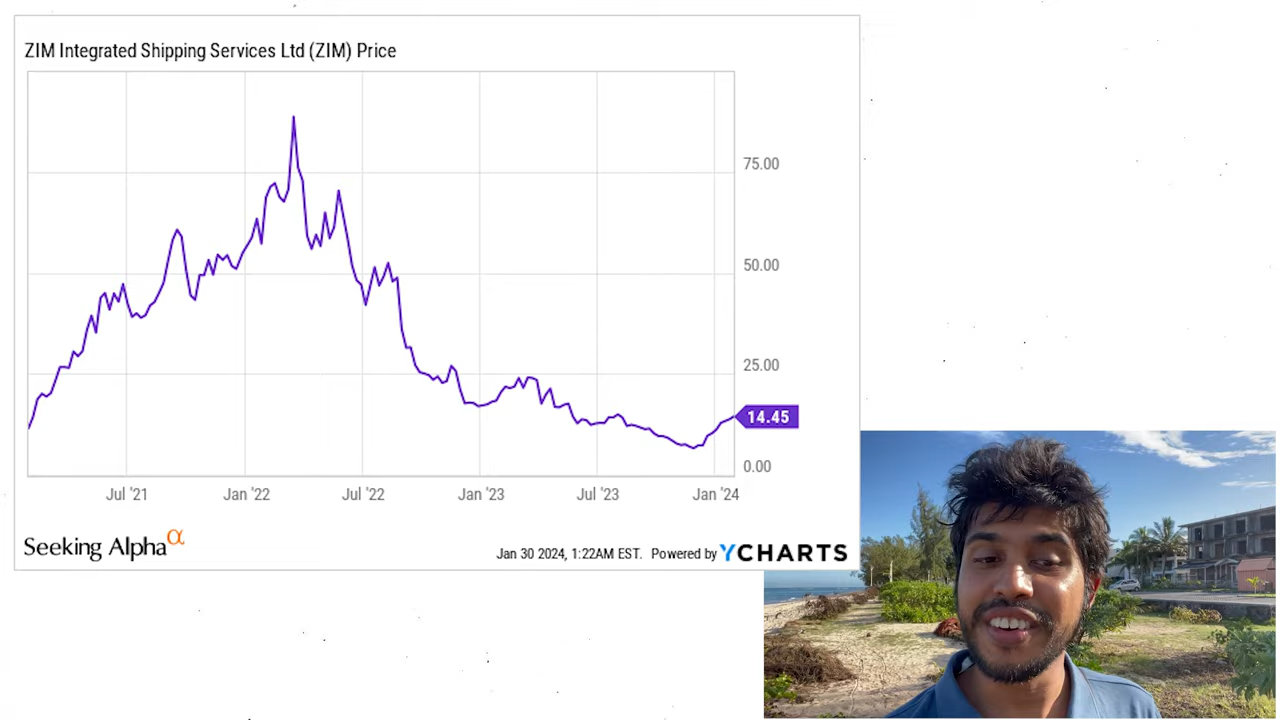 ZIM Integrated Shipping Services Ltd (ZIM) Price
75.00
50.00
25.00
14.45
0.00
Jul '21 Jan '22 Jul '22 Jan '23 Jul '23 Jan '24
Seeking Alpha α
Jan 30 2024, 1:22AM EST. Powered by YCHARTS